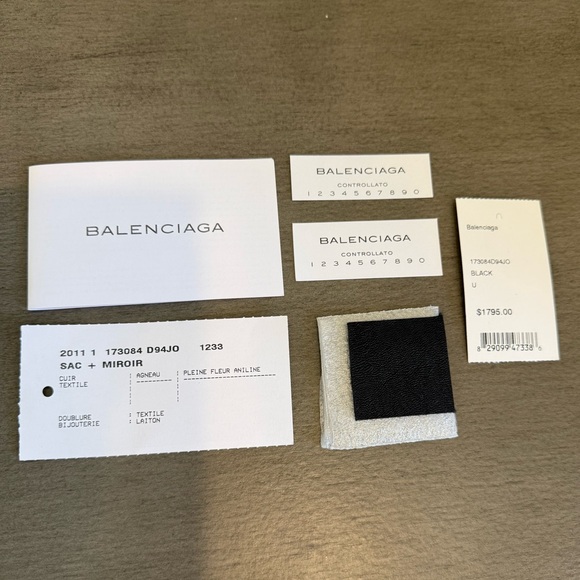 BALENCIAGA
BALENCIAGA
CONTROLLATO
1 2 3 4 5 6 7 8 9 0
BALENCIAGA
CONTROLLATO
1 2 3 4 5 6 7 8 9 0
Balenciaga
173084D94JO
BLACK
U
$1795.00
8 29099 47338 6
2011 1 173084 D94JO 1233
SAC + MIROIR
CUIR : AGNEAU : PLEINE FLEUR ANILINE
TEXTILE
DOUBLURE : TEXTILE
BIJOUTERIE : LAITON